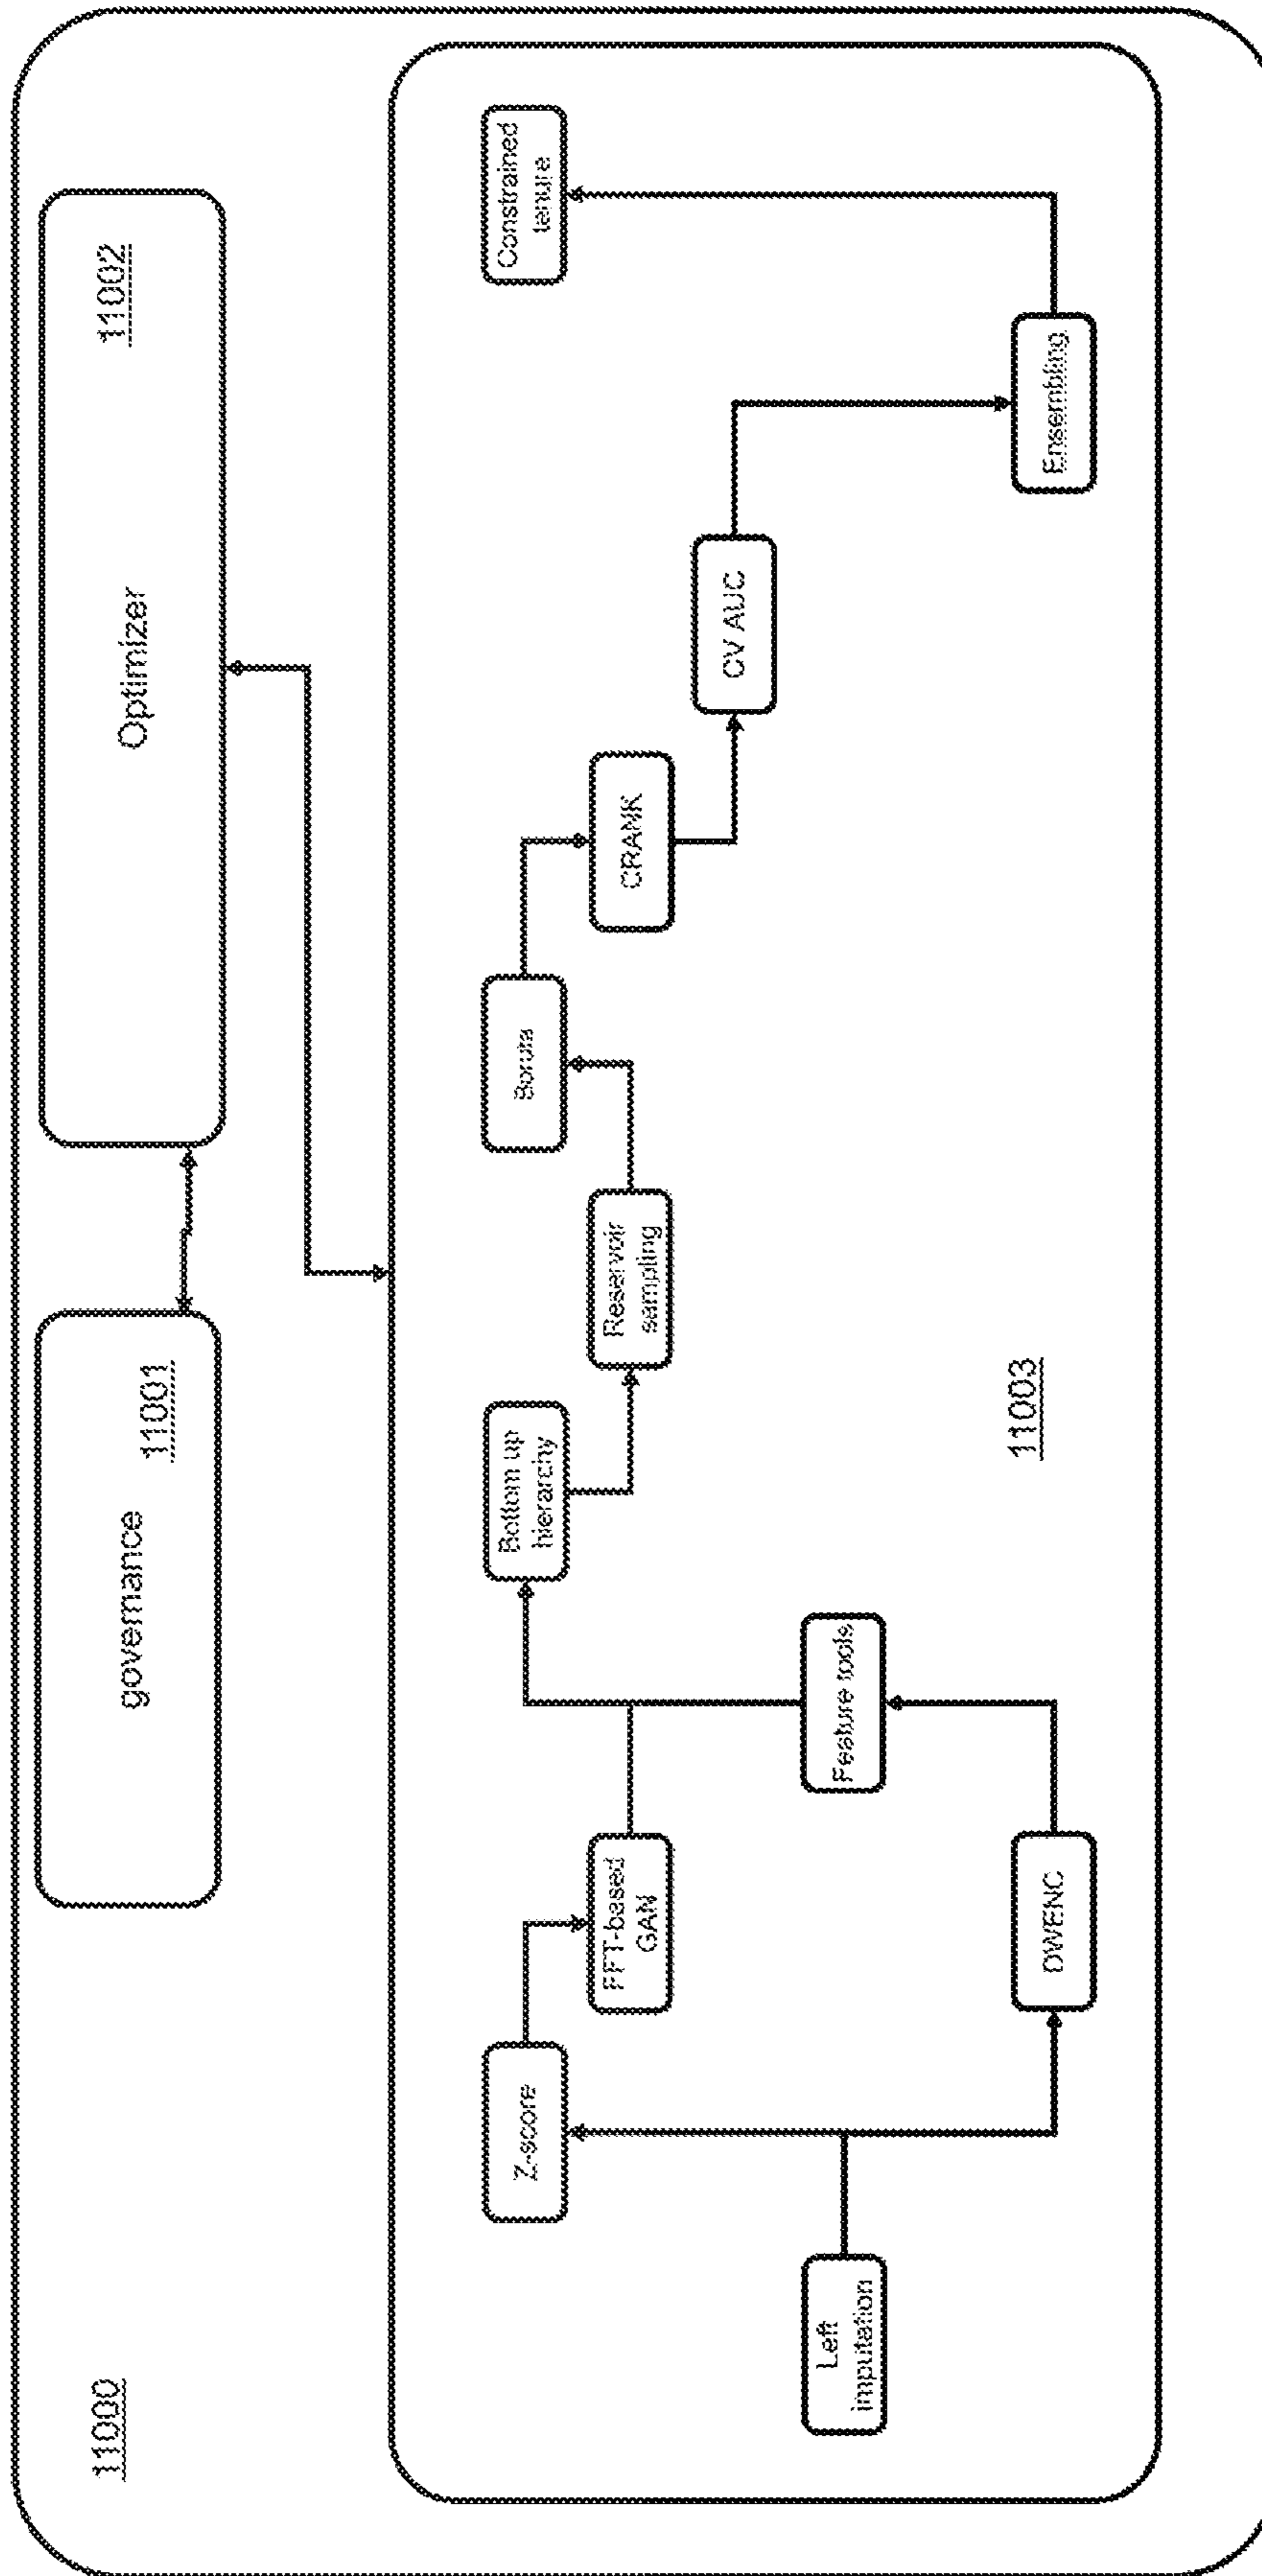 11000
governance
11001
Optimizer
11002
Left
imputation
Z-score
FFT-based
GAN
DWENC
Feature tools
Bottom up
hierarchy
Reservoir
sampling
Boruta
CRANK
CV AUC
Ensembling
Constrained
tenure
11003